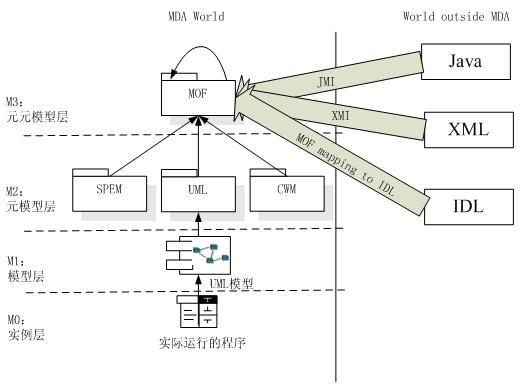 MDA World
World outside MDA
Java
JMI
MOF
M3:
元元模型层
XMI
XML
MOF mapping to IDL
SPEM
UML
CWM
M2:
元模型层
IDL
M1:
模型层
UML模型
M0:
实例层
实际运行的程序